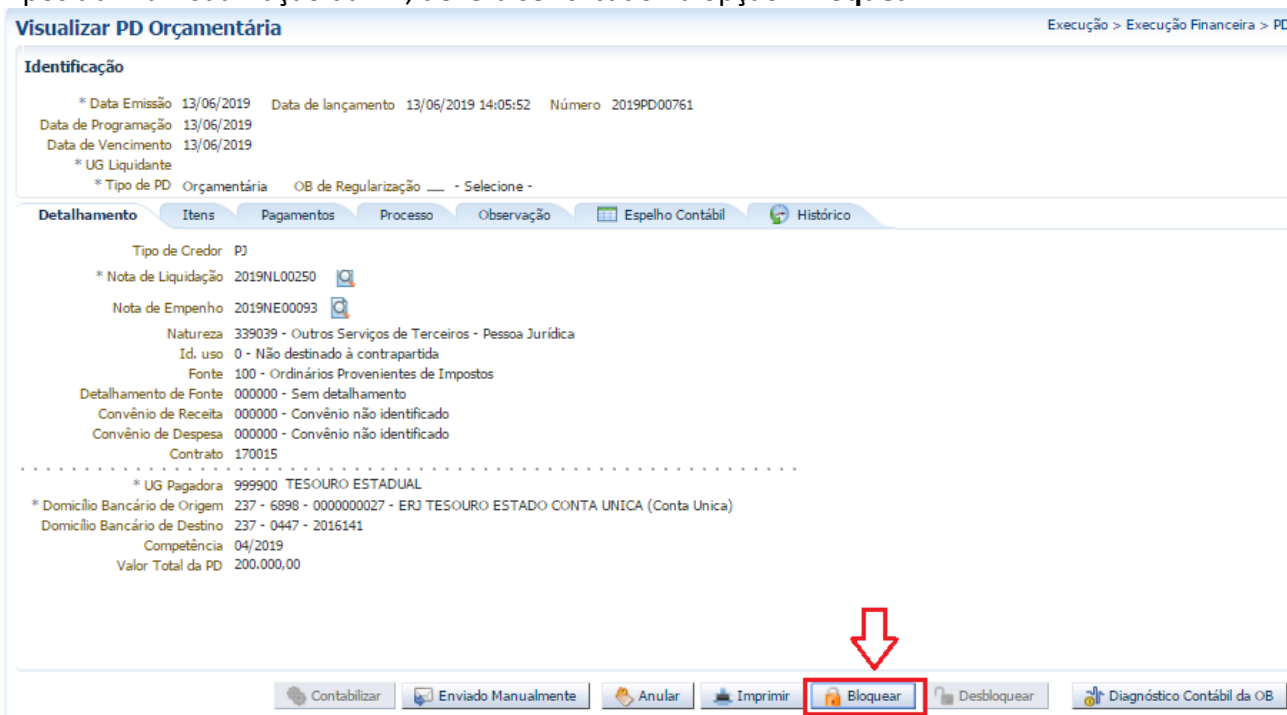 Visualizar PD Orçamentária
Execução > Execução Financeira > PD
Identificação
* Data Emissão 13/06/2019 Data de lançamento 13/06/2019 14:05:52 Número 2019PD00761
Data de Programação 13/06/2019
Data de Vencimento 13/06/2019
* UG Liquidante
* Tipo de PD Orçamentária OB de Regularização __ - Selecione -
Detalhamento Itens Pagamentos Processo Observação Espelho Contábil Histórico
Tipo de Credor PJ
* Nota de Liquidação 2019NL00250
Nota de Empenho 2019NE00093
Natureza 339039 - Outros Serviços de Terceiros - Pessoa Jurídica
Id. uso 0 - Não destinado à contrapartida
Fonte 100 - Ordinários Provenientes de Impostos
Detalhamento de Fonte 000000 - Sem detalhamento
Convênio de Receita 000000 - Convênio não identificado
Convênio de Despesa 000000 - Convênio não identificado
Contrato 170015
* UG Pagadora 999900 TESOURO ESTADUAL
* Domicílio Bancário de Origem 237 - 6898 - 0000000027 - ERJ TESOURO ESTADO CONTA UNICA (Conta Unica)
Domicílio Bancário de Destino 237 - 0447 - 2016141
Competência 04/2019
Valor Total da PD 200.000,00
Contabilizar Enviado Manualmente Anular Imprimir Bloquear Desbloquear Diagnóstico Contábil da OB